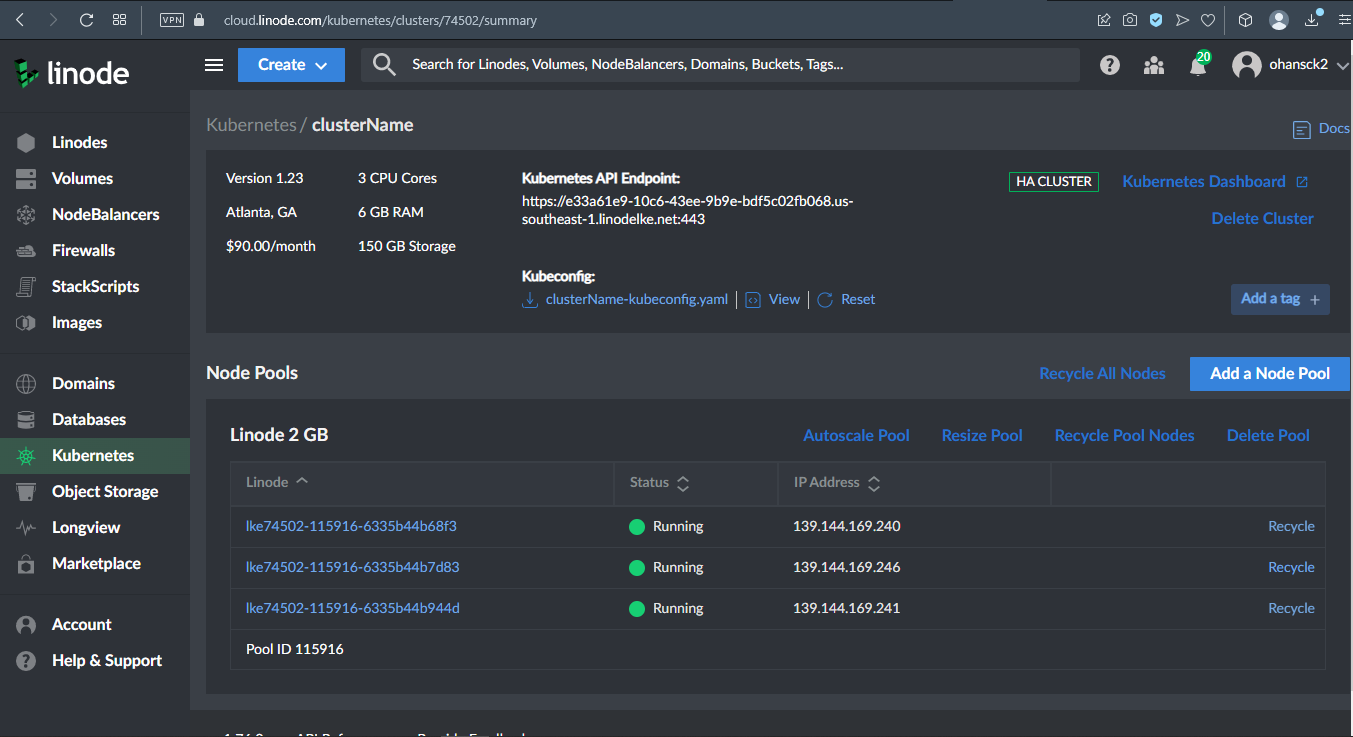 VPN cloud.linode.com/kubernetes/clusters/74502/summary
linode
Create
Search for Linodes, Volumes, NodeBalancers, Domains, Buckets, Tags...
20
ohansck2
Linodes
Volumes
NodeBalancers
Firewalls
StackScripts
Images
Domains
Databases
Kubernetes
Object Storage
Longview
Marketplace
Account
Help & Support
Kubernetes / clusterName
Docs
Version 1.23
Atlanta, GA
$90.00/month
3 CPU Cores
6 GB RAM
150 GB Storage
Kubernetes API Endpoint:
https://e33a61e9-10c6-43ee-9b9e-bdf5c02fb068.us-
southeast-1.linodelke.net:443
Kubeconfig:
clusterName-kubeconfig.yaml | View | Reset
HA CLUSTER
Kubernetes Dashboard
Delete Cluster
Add a tag +
Node Pools
Recycle All Nodes
Add a Node Pool
Linode 2 GB
Autoscale Pool Resize Pool Recycle Pool Nodes Delete Pool
Linode Status IP Address
lke74502-115916-6335b44b68f3 Running 139.144.169.240 Recycle
lke74502-115916-6335b44b7d83 Running 139.144.169.246 Recycle
lke74502-115916-6335b44b944d Running 139.144.169.241 Recycle
Pool ID 115916